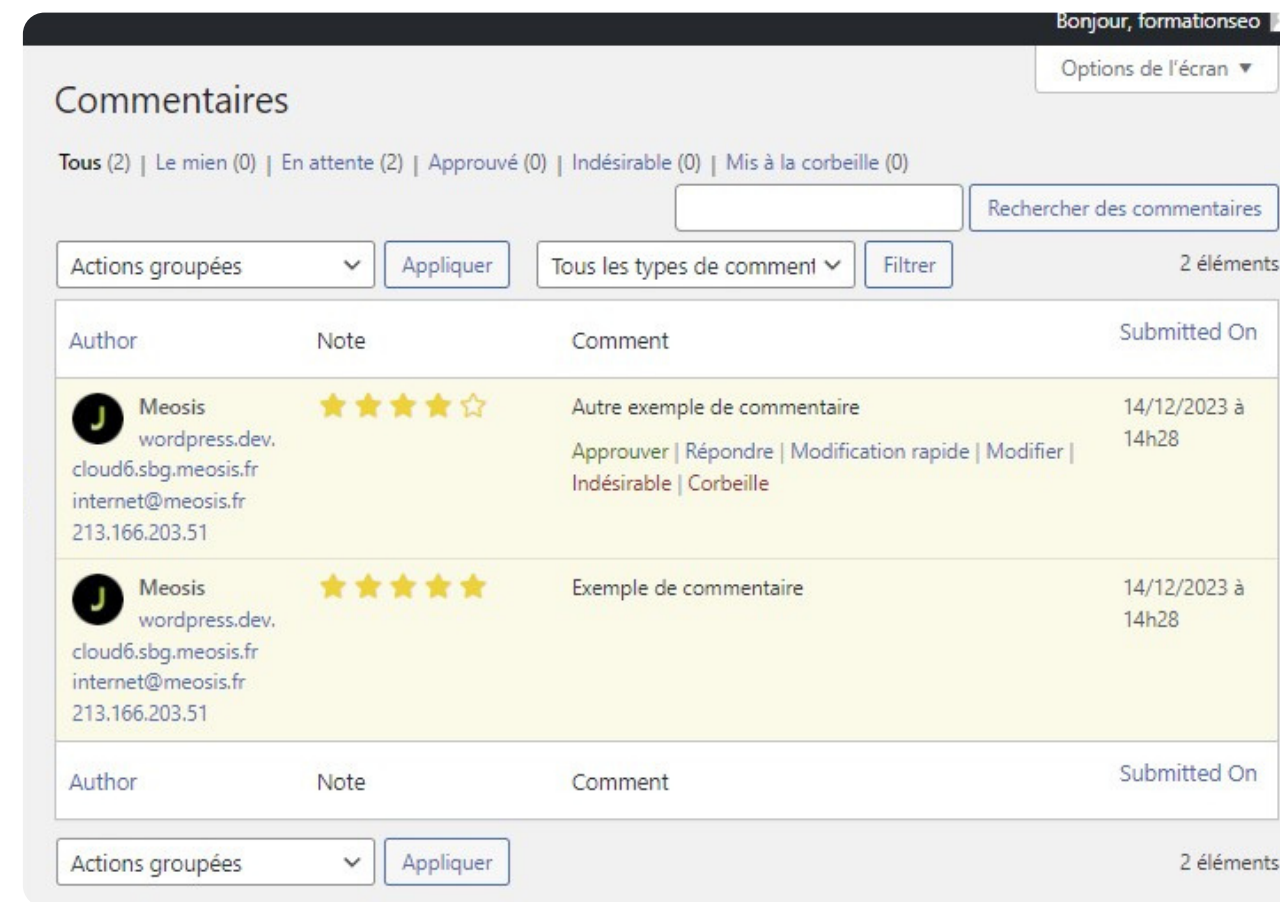 Bonjour, formationseo
Options de l'écran ▼
Commentaires
Tous (2) | Le mien (0) | En attente (2) | Approuvé (0) | Indésirable (0) | Mis à la corbeille (0)
Rechercher des commentaires
Actions groupées Appliquer Tous les types de comment Filtrer 2 éléments
Author Note Comment Submitted On
Meosis Autre exemple de commentaire 14/12/2023 à
wordpress.dev. 14h28
Approuver | Répondre | Modification rapide | Modifier |
cloud6.sbg.meosis.fr
Indésirable | Corbeille
internet@meosis.fr
213.166.203.51
Meosis Exemple de commentaire 14/12/2023 à
wordpress.dev. 14h28
cloud6.sbg.meosis.fr
internet@meosis.fr
213.166.203.51
Author Note Comment Submitted On
Actions groupées Appliquer 2 éléments